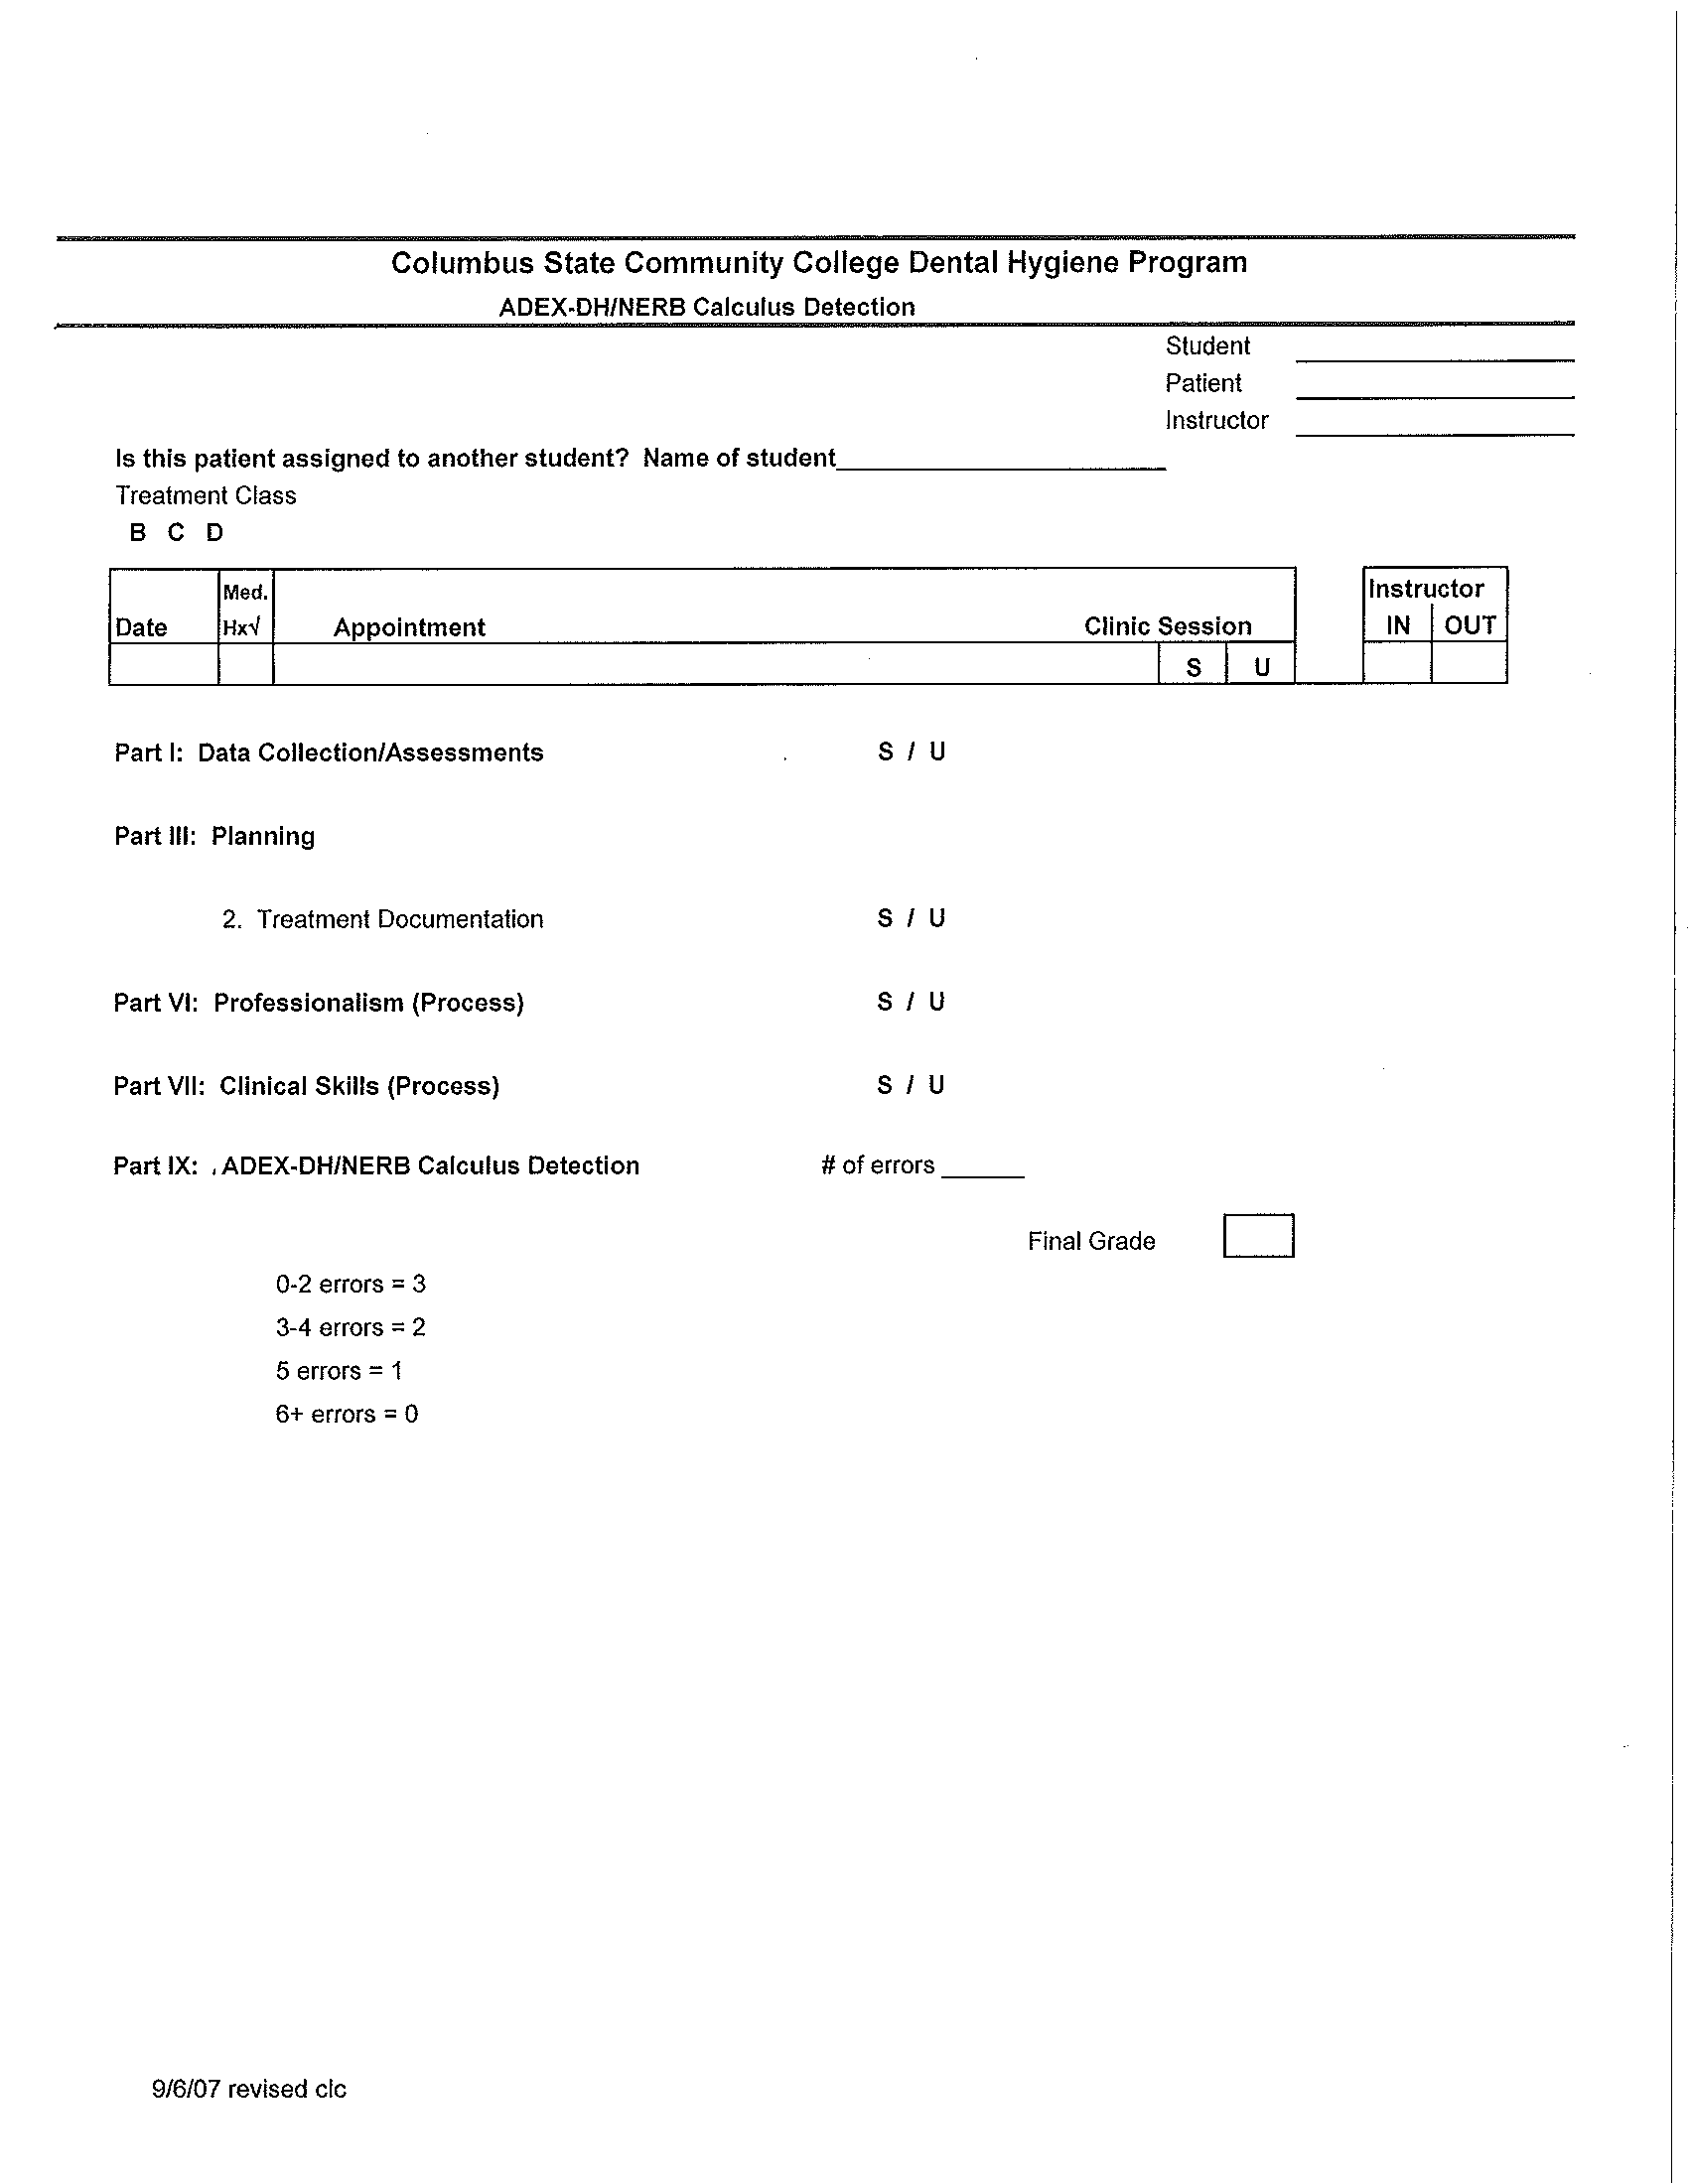 Columbus State Community College Dental Hygiene Program
ADEX-DH/NERB Calculus Detection
Student
Patient
Instructor
Is this patient assigned to another student? Name of student
Treatment Class
B C D
Date Med. Hx√ Appointment Clinic Session Instructor IN OUT
S U
Part I: Data Collection/Assessments S / U
Part III: Planning
2. Treatment Documentation S / U
Part VI: Professionalism (Process) S / U
Part VII: Clinical Skills (Process) S / U
Part IX: ADEX-DH/NERB Calculus Detection # of errors
Final Grade
0-2 errors = 3
3-4 errors = 2
5 errors = 1
6+ errors = 0
9/6/07 revised clc